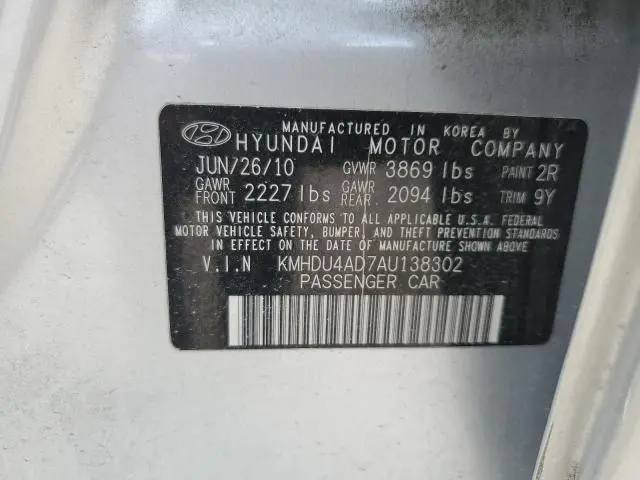 MANUFACTURED IN KOREA BY
HYUNDAI MOTOR COMPANY
JUN/26/10 GVWR 3869 lbs PAINT 2R
GAWR FRONT 2227 lbs GAWR REAR 2094 lbs TRIM 9Y
THIS VEHICLE CONFORMS TO ALL APPLICABLE U.S.A. FEDERAL
MOTOR VEHICLE SAFETY, BUMPER, AND THEFT PREVENTION STANDARDS
IN EFFECT ON THE DATE OF MANUFACTURE SHOWN ABOVE
V.I.N KMHDU4AD7AU138302
PASSENGER CAR